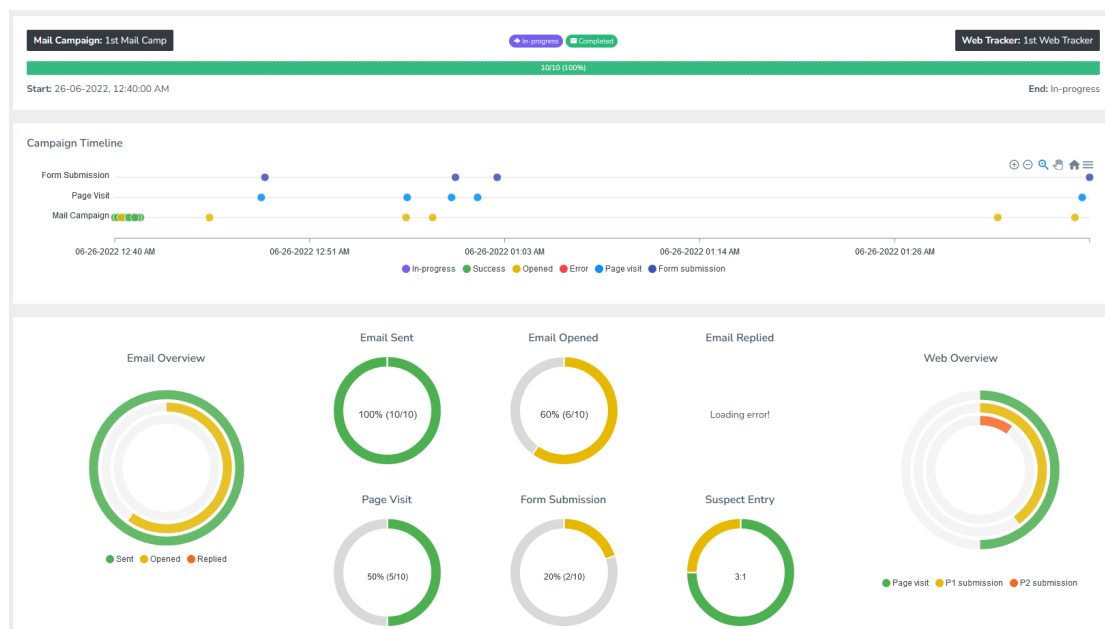 Mail Campaign: 1st Mail Camp
In-progress
Completed
Web Tracker: 1st Web Tracker
10/10 (100%)
Start: 26-06-2022, 12:40:00 AM
End: In-progress
Campaign Timeline
Form Submission
Page Visit
Mail Campaign
06-26-2022 12:40 AM
06-26-2022 12:51 AM
06-26-2022 01:03 AM
06-26-2022 01:14 AM
06-26-2022 01:26 AM
In-progress
Success
Opened
Error
Page visit
Form submission
Email Overview
Sent
Opened
Replied
Email Sent
100% (10/10)
Email Opened
60% (6/10)
Email Replied
Loading error!
Page Visit
50% (5/10)
Form Submission
20% (2/10)
Suspect Entry
3:1
Web Overview
Page visit
P1 submission
P2 submission